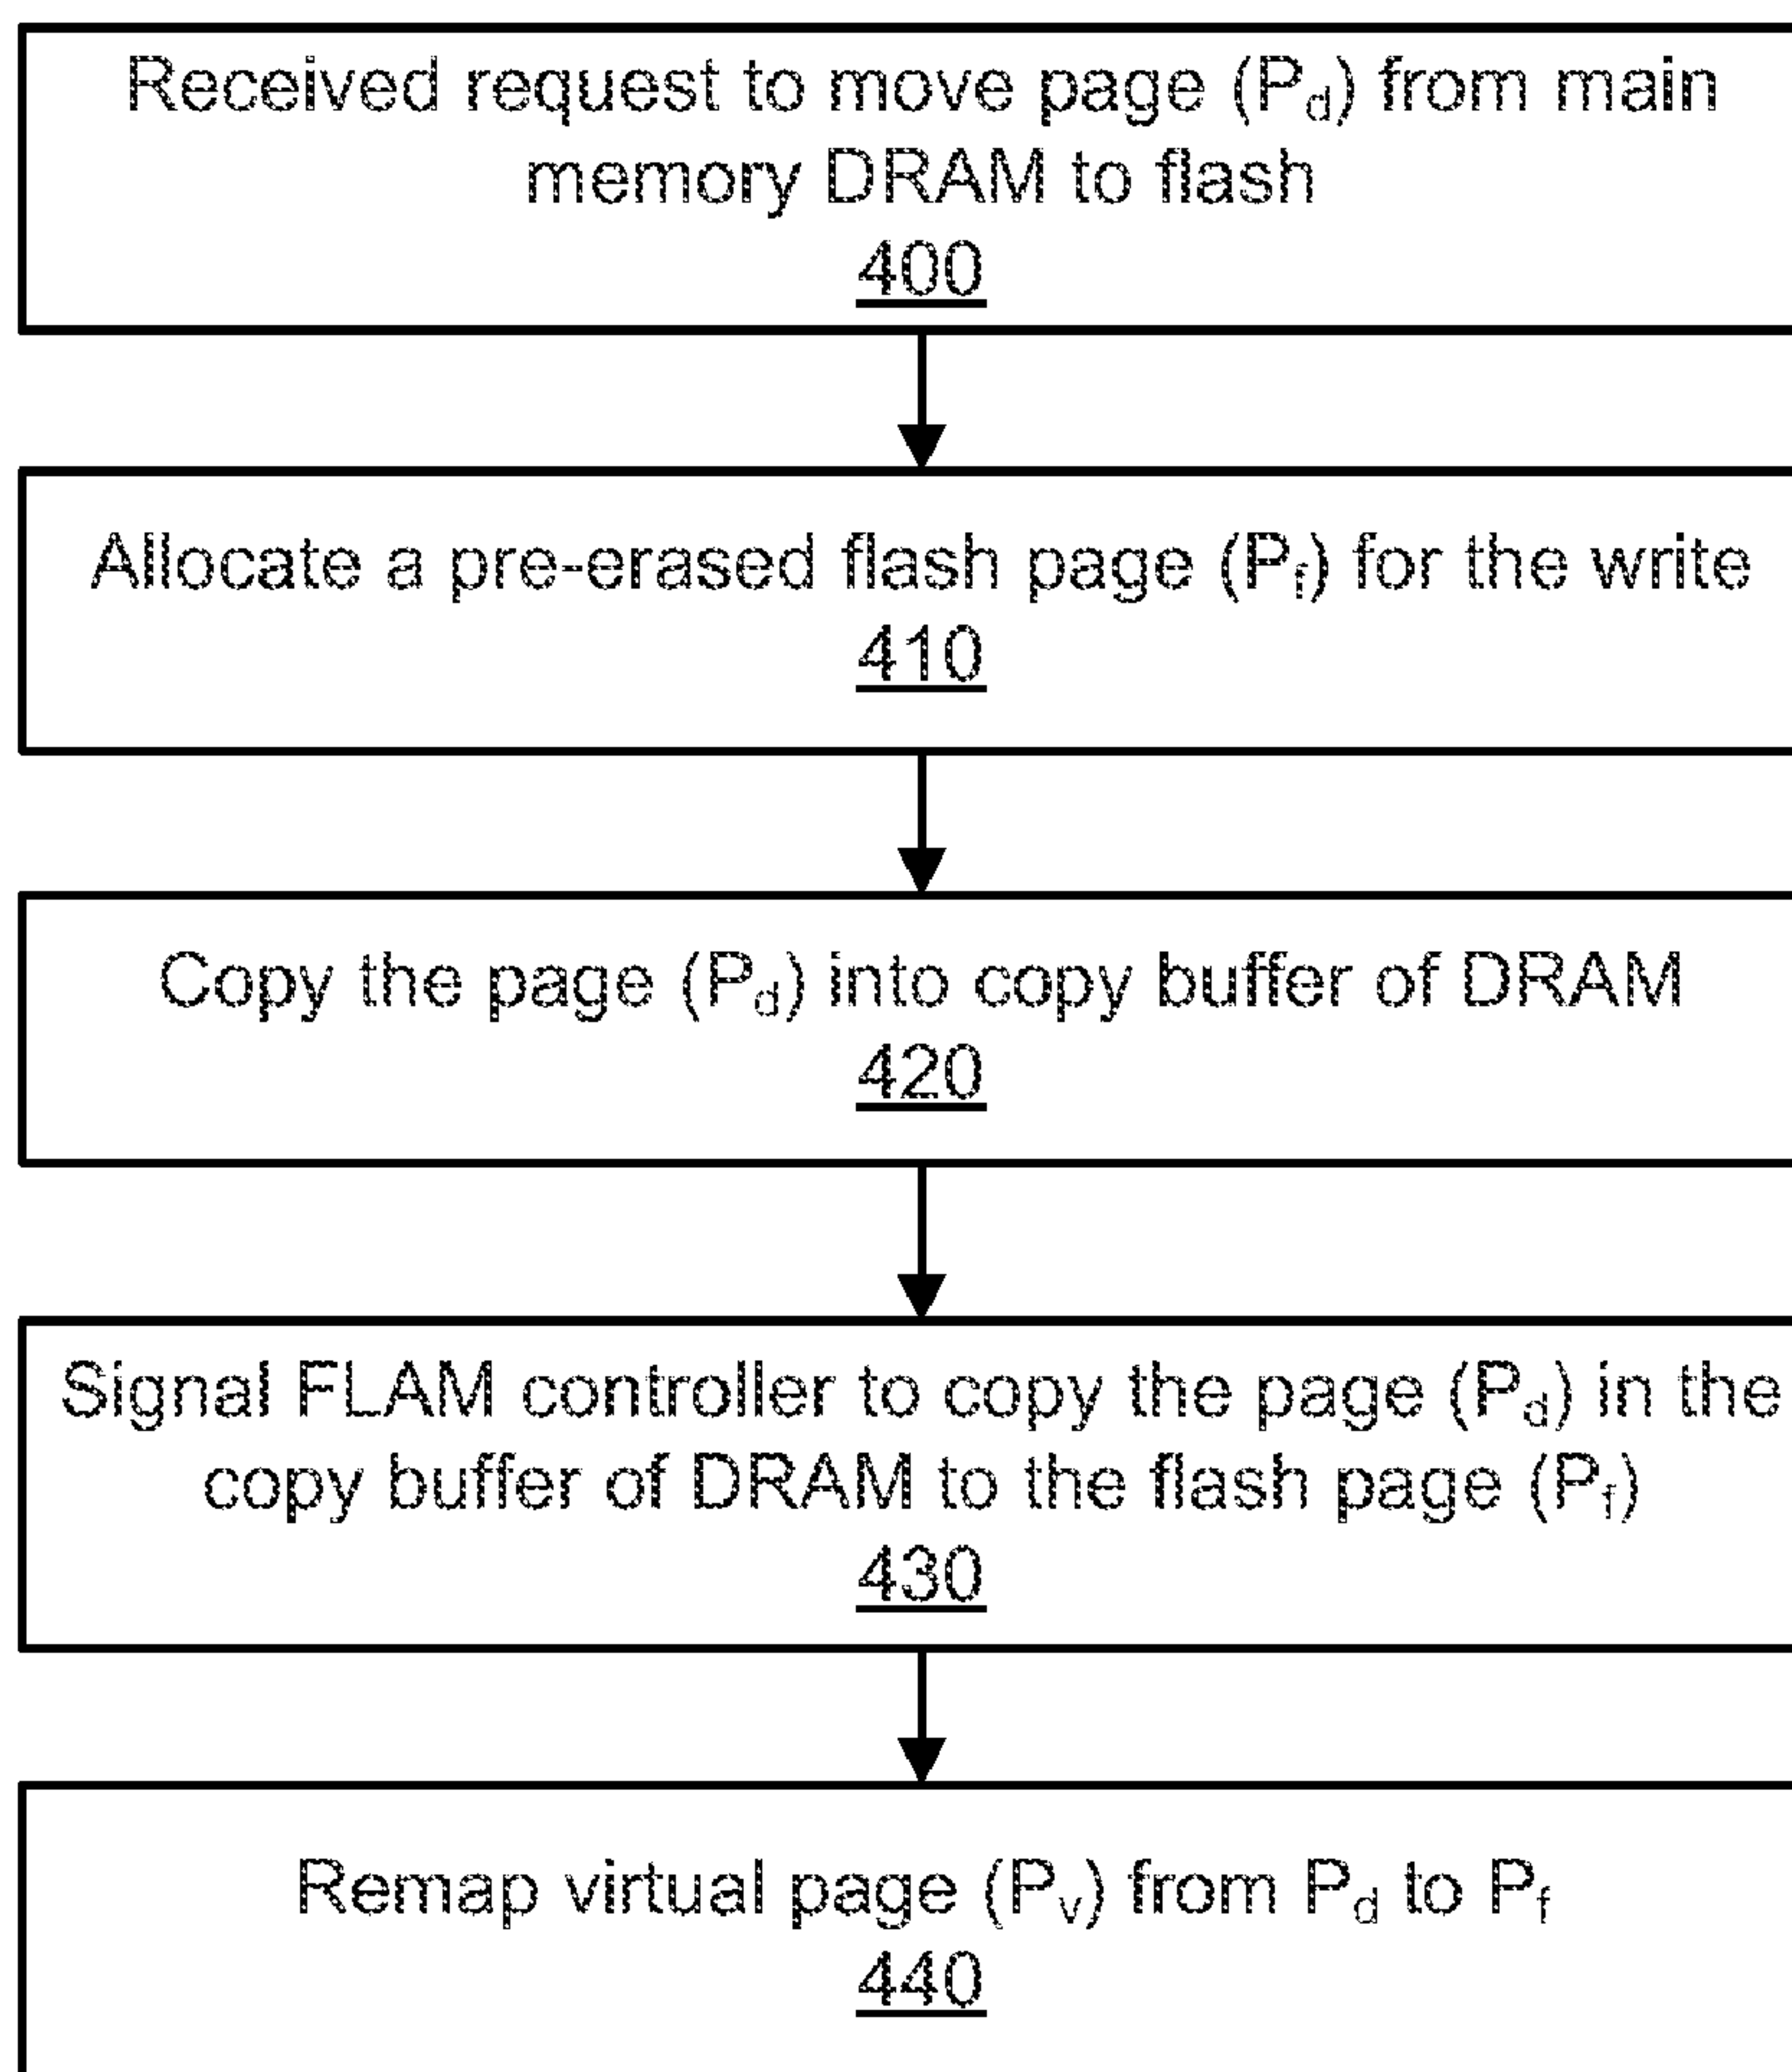 Received request to move page (Pd) from main
memory DRAM to flash
400
Allocate a pre-erased flash page (Pf) for the write
410
Copy the page (Pd) into copy buffer of DRAM
420
Signal FLAM controller to copy the page (Pd) in the
copy buffer of DRAM to the flash page (Pf)
430
Remap virtual page (Pv) from Pd to Pf
440